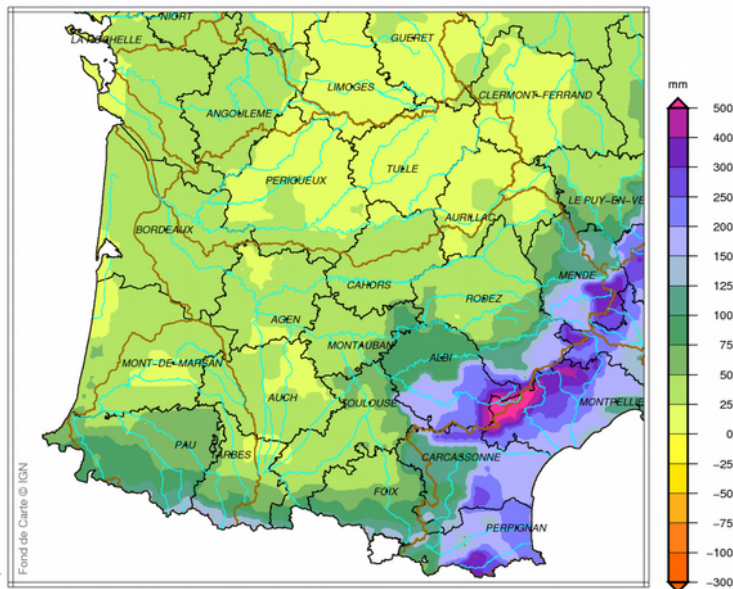 NIORT
LA ROCHELLE
GUERET
LIMOGES
CLERMONT-FERRAND
ANGOULEME
PERIGUEUX
TULLE
LE PUY-EN-VE
AURILLAC
BORDEAUX
MENDE
CAHORS
RODEZ
AGEN
MONTAUBAN
ALBI
MONT-DE-MARSAN
AUCH
TOULOUSE
MONTPELLIE
PAU
TARBES
CARCASSONNE
FOIX
PERPIGNAN
Fond de Carte © IGN
mm
500
400
300
200
150
125
100
75
50
25
0
-25
-50
-75
-100
-300